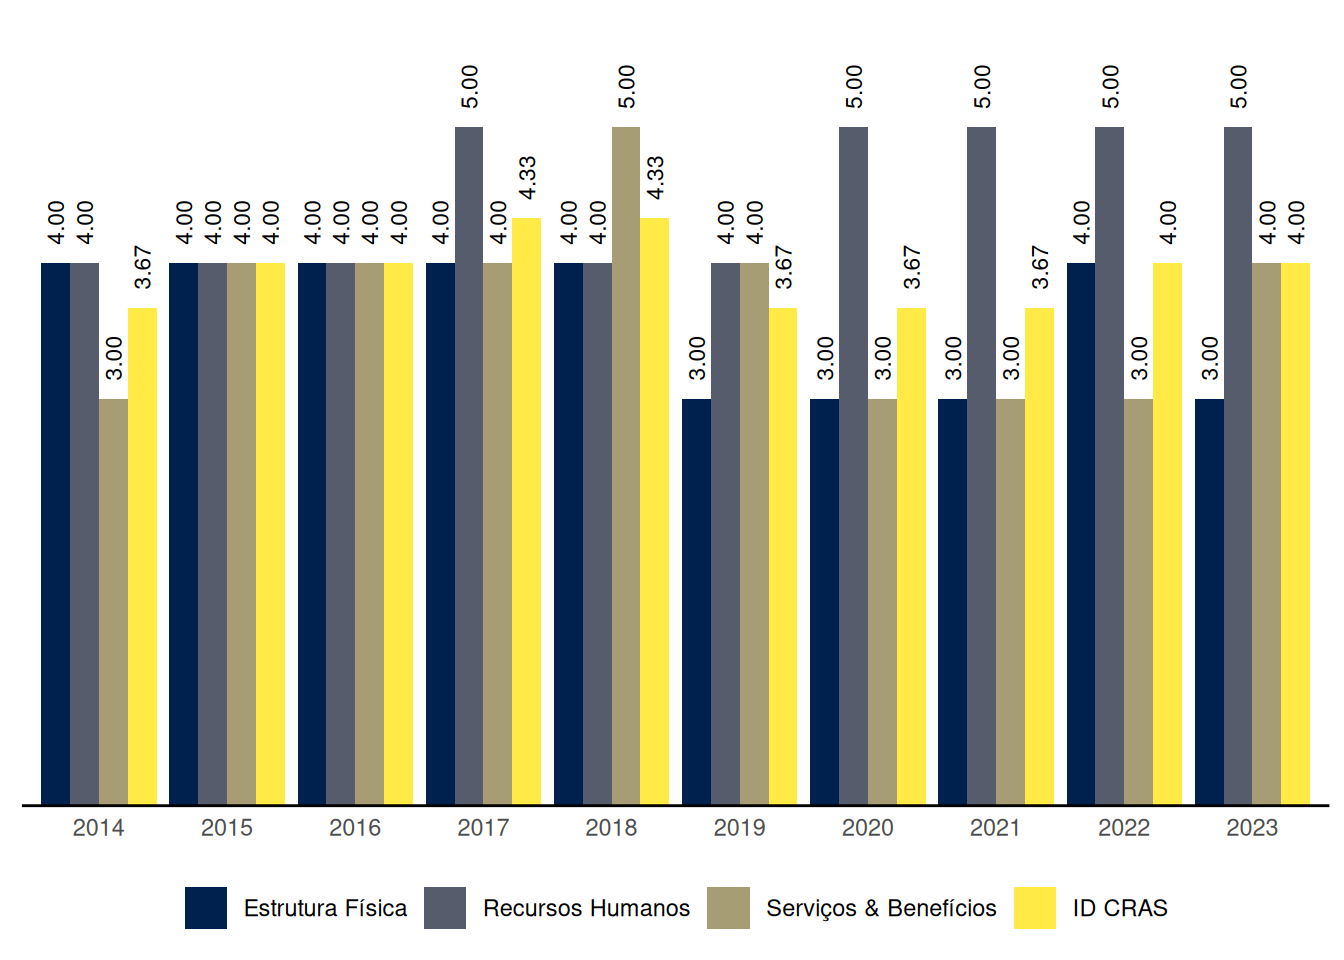 5.00 5.00 5.00 5.00 5.00 5.00
4.33 4.33
4.00 4.00 4.00 4.00 4.00 4.00 4.00 4.00 4.00 4.00 4.00 4.00 4.00 4.00 4.00 4.00 4.00 4.00 4.00 4.00
3.67 3.67 3.67 3.67
3.00 3.00 3.00 3.00 3.00 3.00 3.00 3.00
2014 2015 2016 2017 2018 2019 2020 2021 2022 2023
Estrutura Física Recursos Humanos Serviços & Benefícios ID CRAS